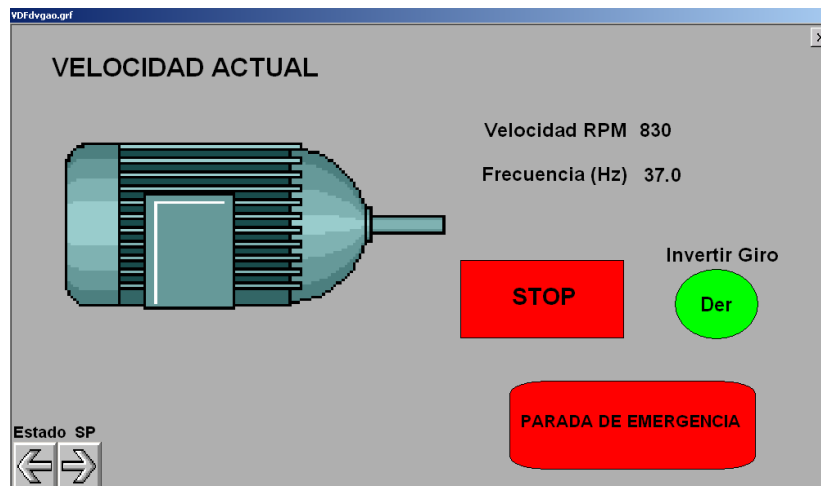 VDFdvgao.grf
VELOCIDAD ACTUAL
Velocidad RPM 830
Frecuencia (Hz) 37.0
Invertir Giro
STOP
Der
PARADA DE EMERGENCIA
Estado SP